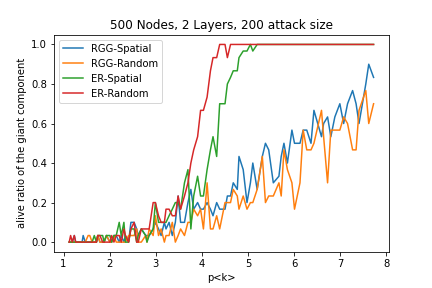 500 Nodes, 2 Layers, 200 attack size
alive ratio of the giant component
1.0
0.8
0.6
0.4
0.2
0.0
RGG-Spatial
RGG-Random
ER-Spatial
ER-Random
1 2 3 4 5 6 7 8
p<k>